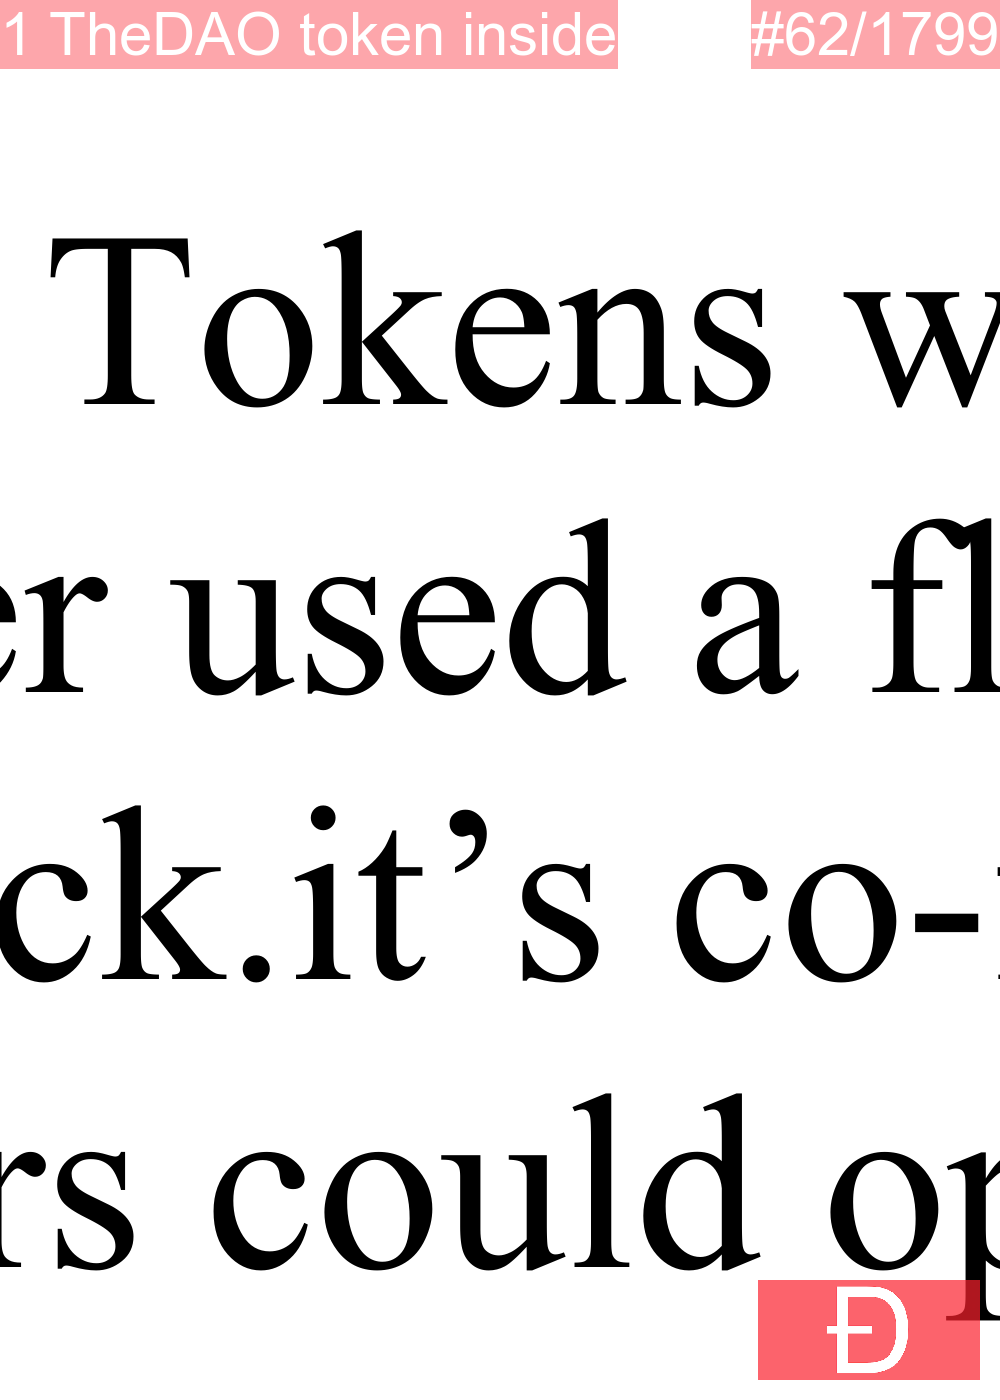 1 TheDAO token inside #62/1799
Tokens w
er used a fl
ck.it’s co-
rs could op
Đ